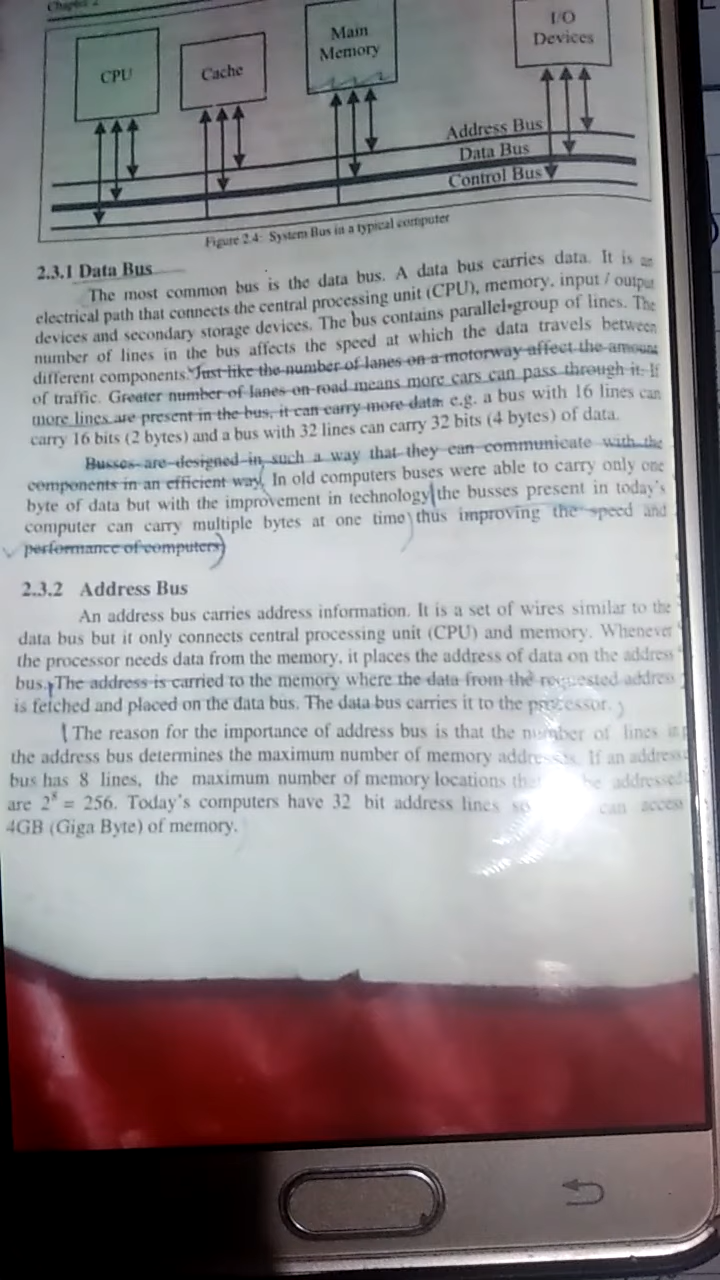 Chapter 2
CPU
Cache
Main
Memory
I/O
Devices
Address Bus
Data Bus
Control Bus
Figure 2.4: System Bus in a typical computer
2.3.1 Data Bus
The most common bus is the data bus. A data bus carries data. It is an
electrical path that connects the central processing unit (CPU), memory, input / output
devices and secondary storage devices. The bus contains parallel group of lines. The
number of lines in the bus affects the speed at which the data travels between
different components. Just like the number of lanes on a motorway affect the amount
of traffic. Greater number of lanes on road means more cars can pass through it. If
more lines are present in the bus, it can carry more data. e.g. a bus with 16 lines can
carry 16 bits (2 bytes) and a bus with 32 lines can carry 32 bits (4 bytes) of data.
Busses are designed in such a way that they can communicate with the
components in an efficient way. In old computers buses were able to carry only one
byte of data but with the improvement in technology the busses present in today's
computer can carry multiple bytes at one time thus improving the speed and
performance of computers
2.3.2 Address Bus
An address bus carries address information. It is a set of wires similar to the
data bus but it only connects central processing unit (CPU) and memory. Whenever
the processor needs data from the memory, it places the address of data on the address
bus. The address is carried to the memory where the data from the requested address
is fetched and placed on the data bus. The data bus carries it to the processor.
The reason for the importance of address bus is that the number of lines in
the address bus determines the maximum number of memory addresses. If an address
bus has 8 lines, the maximum number of memory locations that be addressed
are 2⁸ = 256. Today's computers have 32 bit address lines so can access
4GB (Giga Byte) of memory.